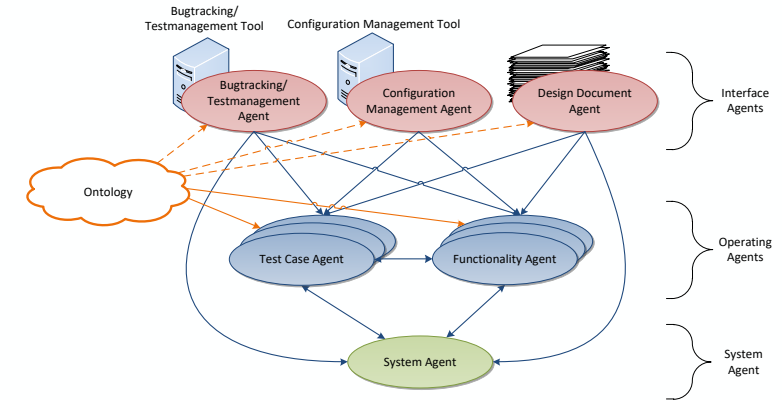 Bugtracking/
Testmanagement Tool
Configuration Management Tool
Bugtracking/
Testmanagement
Agent
Configuration
Management Agent
Design Document
Agent
Interface
Agents
Ontology
Test Case Agent
Functionality Agent
Operating
Agents
System Agent
System
Agent